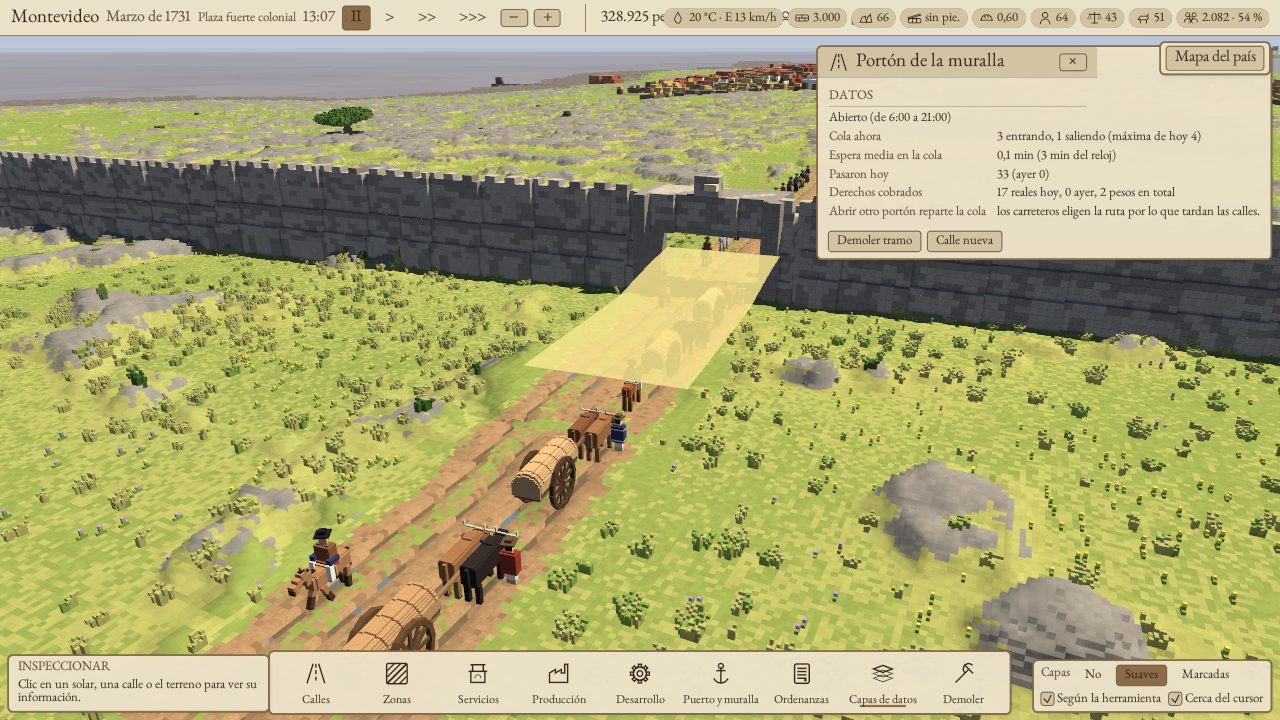 Montevideo Marzo de 1731 Plaza fuerte colonial 13:07 II > >> >>> − + 328.925 pe 20 °C · E 13 km/h 3.000 66 sin pie. 0,60 64 43 51 2.082 · 54 %
Mapa del país
Portón de la muralla ×
DATOS
Abierto (de 6:00 a 21:00)
Cola ahora 3 entrando, 1 saliendo (máxima de hoy 4)
Espera media en la cola 0,1 min (3 min del reloj)
Pasaron hoy 33 (ayer 0)
Derechos cobrados 17 reales hoy, 0 ayer, 2 pesos en total
Abrir otro portón reparte la cola los carreteros eligen la ruta por lo que tardan las calles.
Demoler tramo Calle nueva
INSPECCIONAR
Clic en un solar, una calle o el terreno para ver su
información.
Calles Zonas Servicios Producción Desarrollo Puerto y muralla Ordenanzas Capas de datos Demoler
Capas No Suaves Marcadas
Según la herramienta Cerca del cursor